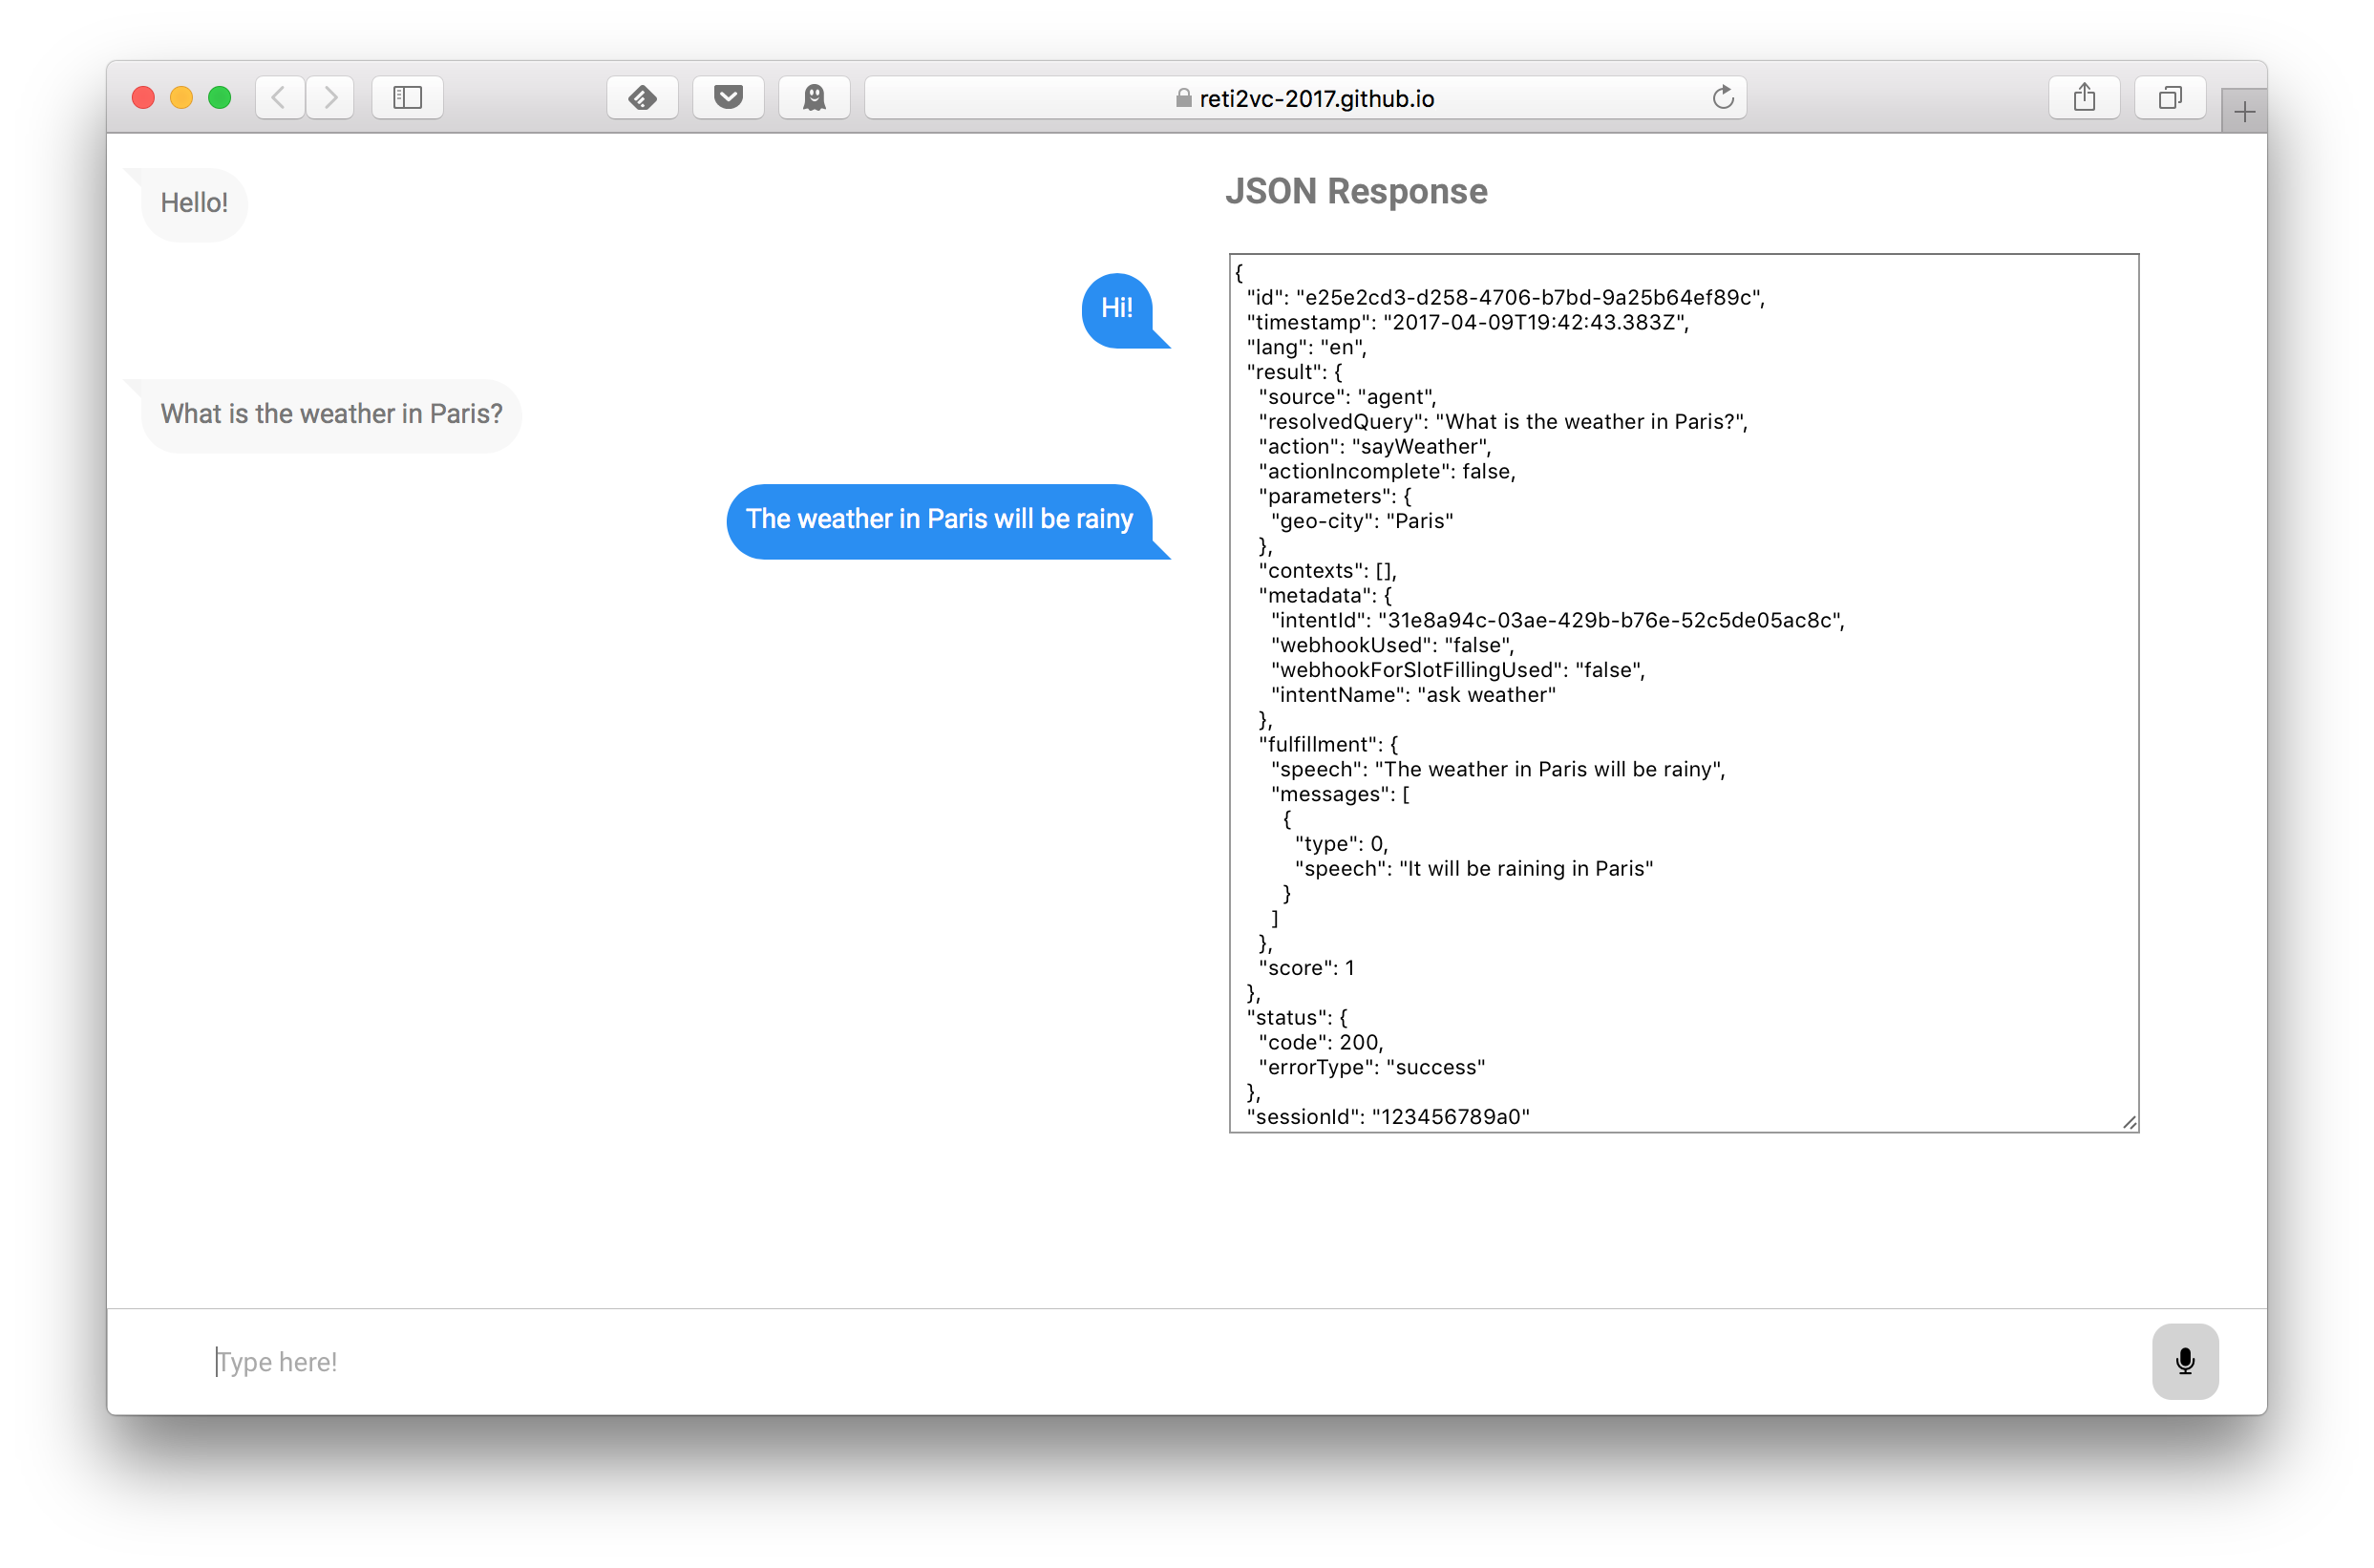 reti2vc-2017.github.io
Hello!
Hi!
What is the weather in Paris?
The weather in Paris will be rainy
JSON Response
{
"id": "e25e2cd3-d258-4706-b7bd-9a25b64ef89c",
"timestamp": "2017-04-09T19:42:43.383Z",
"lang": "en",
"result": {
"source": "agent",
"resolvedQuery": "What is the weather in Paris?",
"action": "sayWeather",
"actionIncomplete": false,
"parameters": {
"geo-city": "Paris"
},
"contexts": [],
"metadata": {
"intentId": "31e8a94c-03ae-429b-b76e-52c5de05ac8c",
"webhookUsed": "false",
"webhookForSlotFillingUsed": "false",
"intentName": "ask weather"
},
"fulfillment": {
"speech": "The weather in Paris will be rainy",
"messages": [
{
"type": 0,
"speech": "It will be raining in Paris"
}
]
},
"score": 1
},
"status": {
"code": 200,
"errorType": "success"
},
"sessionId": "123456789a0"
Type here!